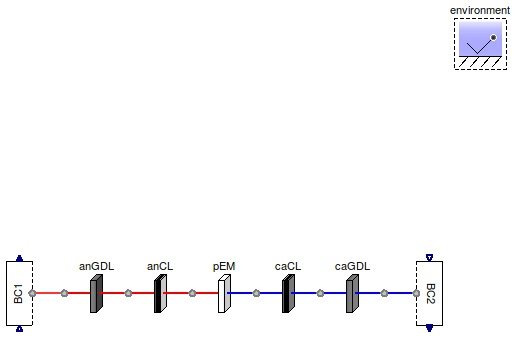 environment
anGDL
anCL
pEM
caCL
caGDL
BC1
BC2